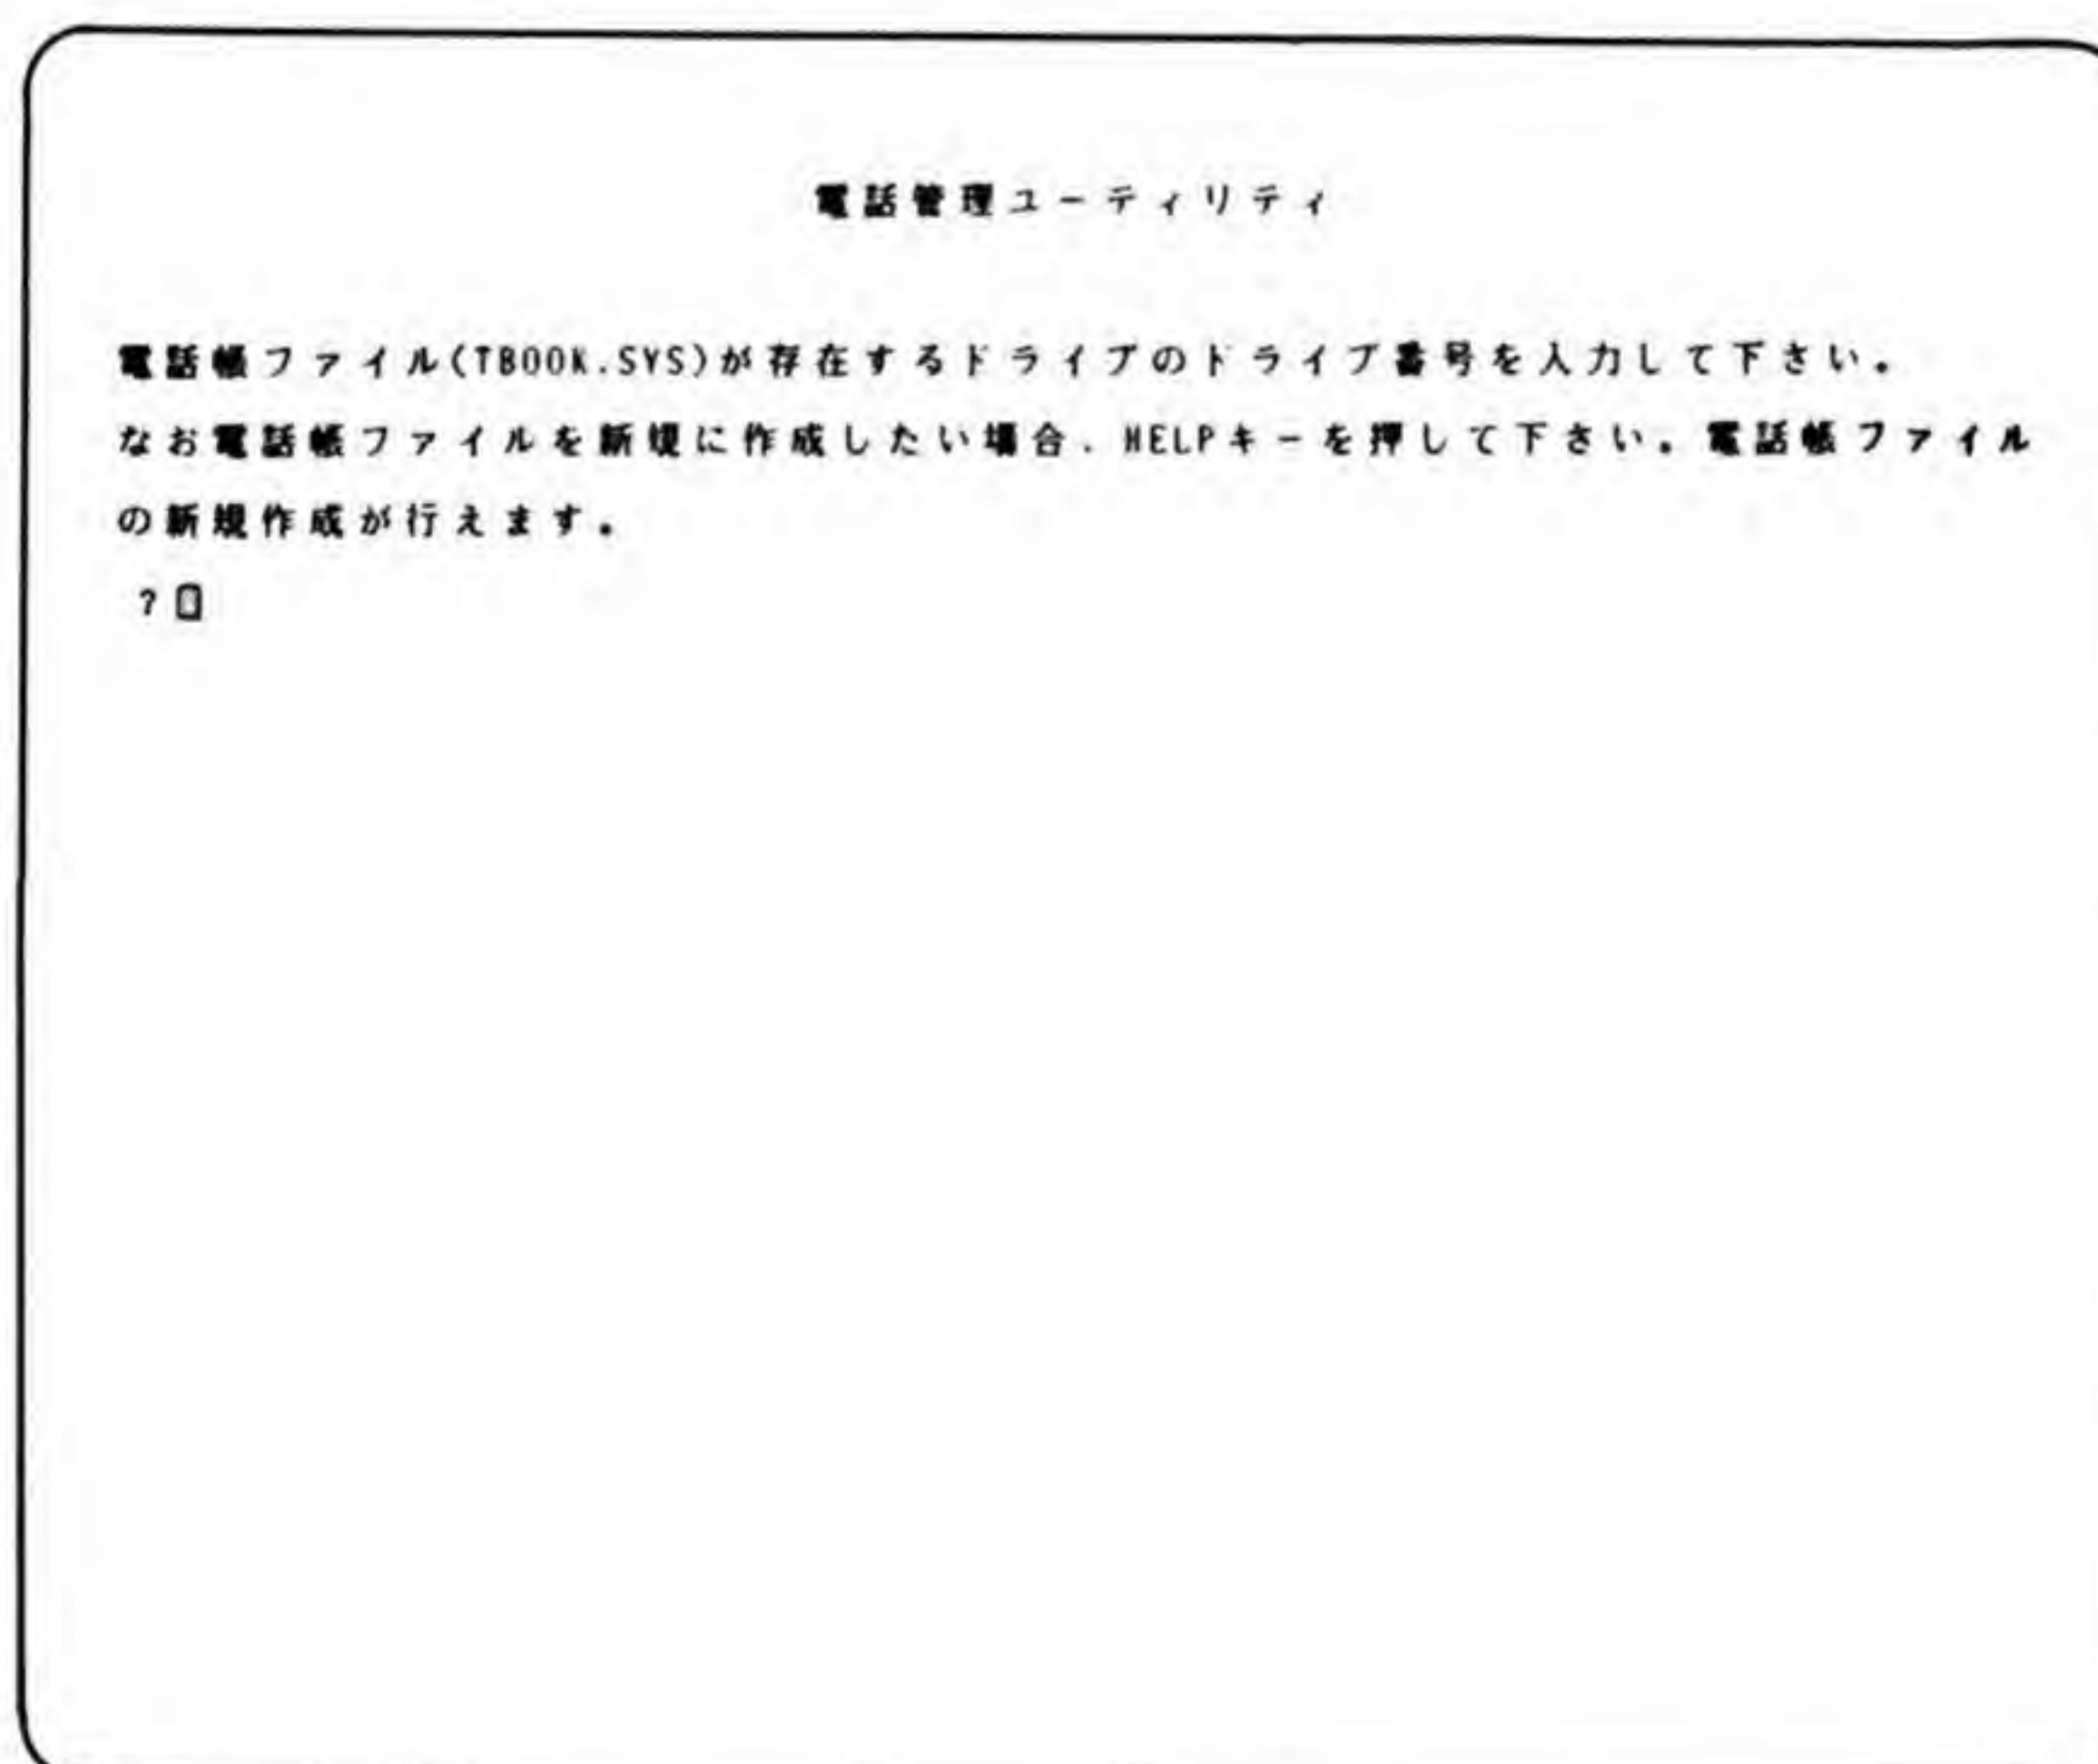 電話管理ユーティリティ
電話帳ファイル(TBOOK.SYS)が存在するドライブのドライブ番号を入力して下さい。
なお電話帳ファイルを新規に作成したい場合．HELPキーを押して下さい。電話帳ファイル
の新規作成が行えます。
?